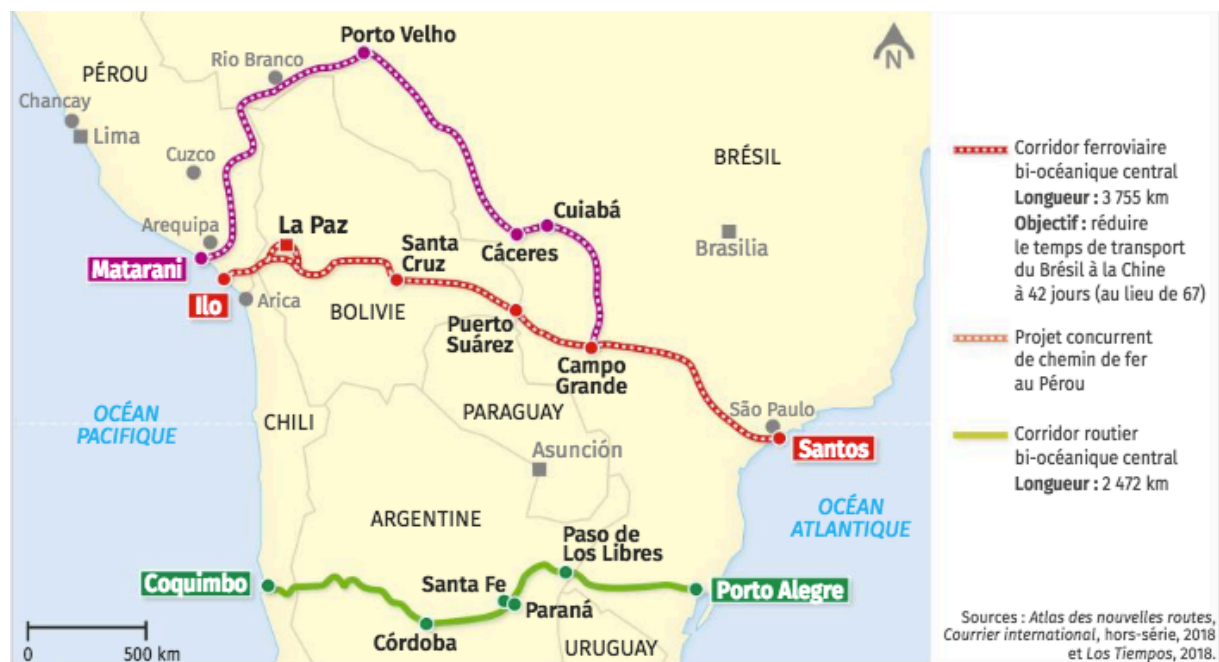 Porto Velho
Rio Branco
PÉROU
Chancay
Lima
N
BRÉSIL
Cuzco
Cuiabá
Arequipa
La Paz
Santa
Cruz
Cáceres
Brasilia
Matarani
Ilo
Arica
BOLIVIE
Puerto
Suárez
Campo
Grande
OCÉAN
PACIFIQUE
CHILI
PARAGUAY
São Paulo
Santos
Asunción
OCÉAN
ATLANTIQUE
ARGENTINE
Paso de
Los Libres
Coquimbo
Santa Fe
Paraná
Porto Alegre
Córdoba
URUGUAY
0 500 km
Corridor ferroviaire
bi-océanique central
Longueur : 3 755 km
Objectif : réduire
le temps de transport
du Brésil à la Chine
à 42 jours (au lieu de 67)
Projet concurrent
de chemin de fer
au Pérou
Corridor routier
bi-océanique central
Longueur : 2 472 km
Sources : Atlas des nouvelles routes,
Courrier international, hors-série, 2018
et Los Tiempos, 2018.